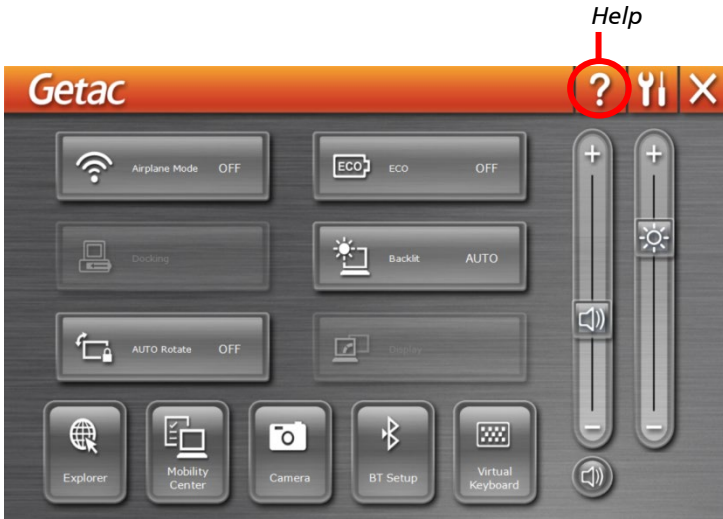 Help
Getac
?
Airplane Mode OFF
ECO ECO OFF
Docking
Backlit AUTO
AUTO Rotate OFF
Display
Explorer
Mobility
Center
Camera
BT Setup
Virtual
Keyboard